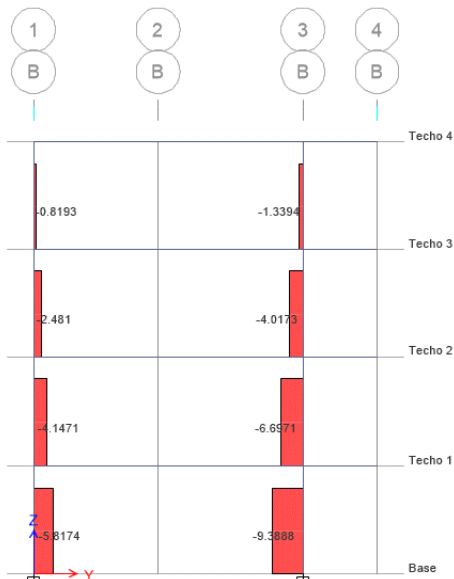 1 2 3 4
B B B B
Techo 4
-0.8193 -1.3394
Techo 3
-2.481 -4.0173
Techo 2
-4.1471 -6.6971
Techo 1
Z
-5.8174 -9.3888
Y
Base